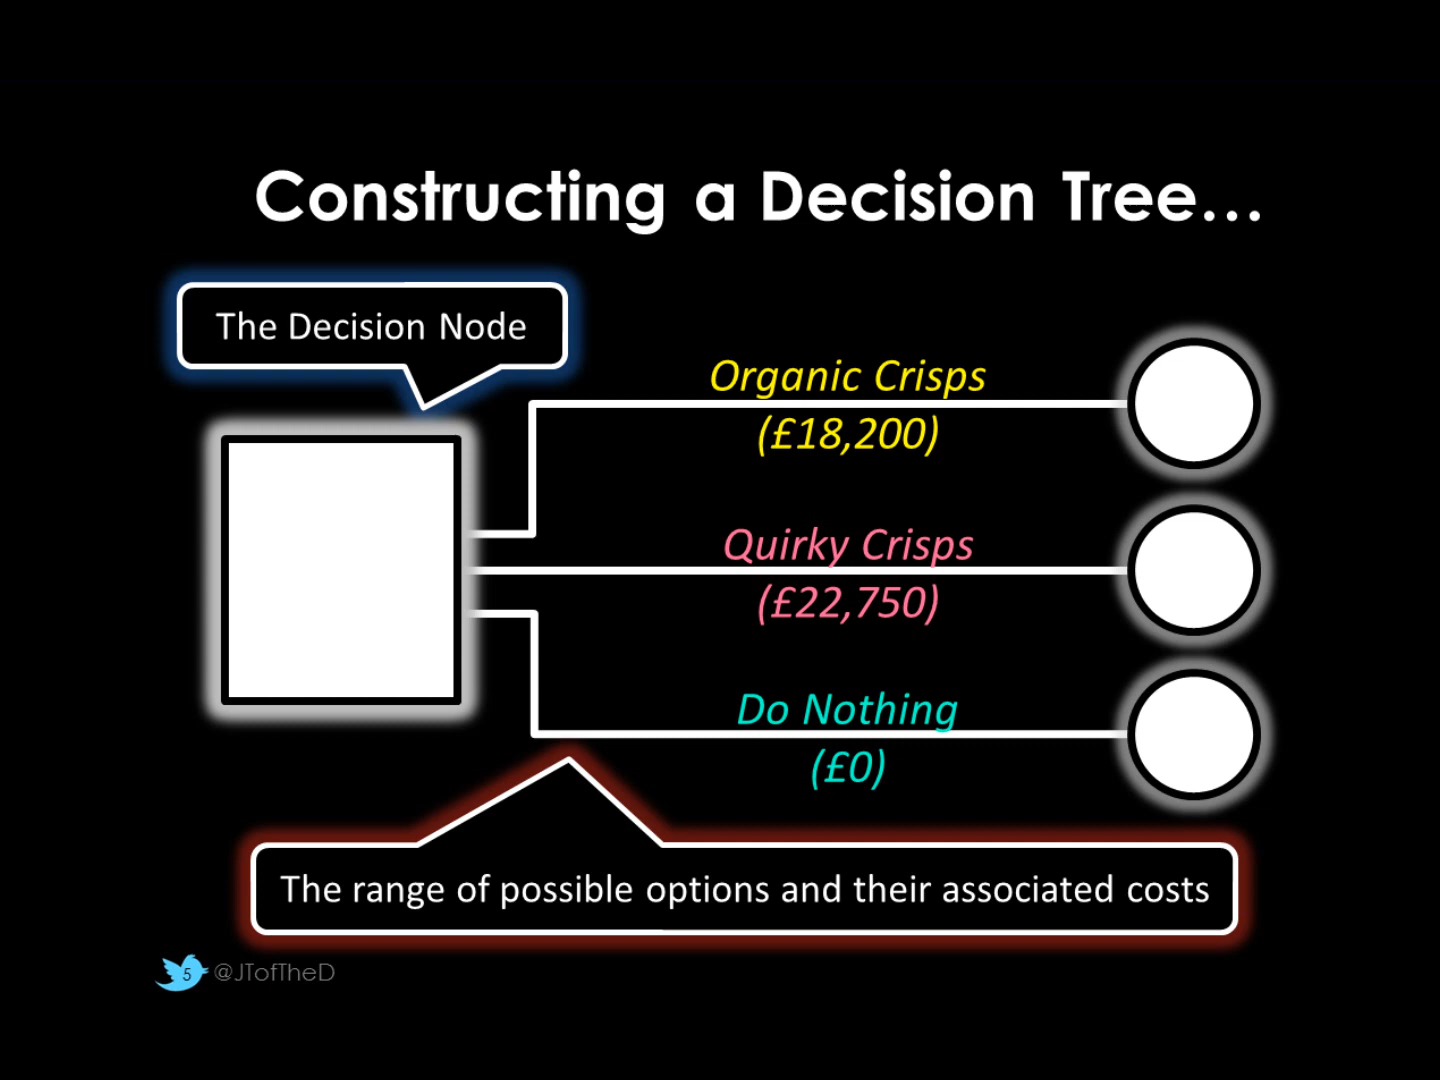 Constructing a Decision Tree...
The Decision Node
Organic Crisps
(£18,200)
Quirky Crisps
(£22,750)
Do Nothing
(£0)
The range of possible options and their associated costs
5 @JTofTheD